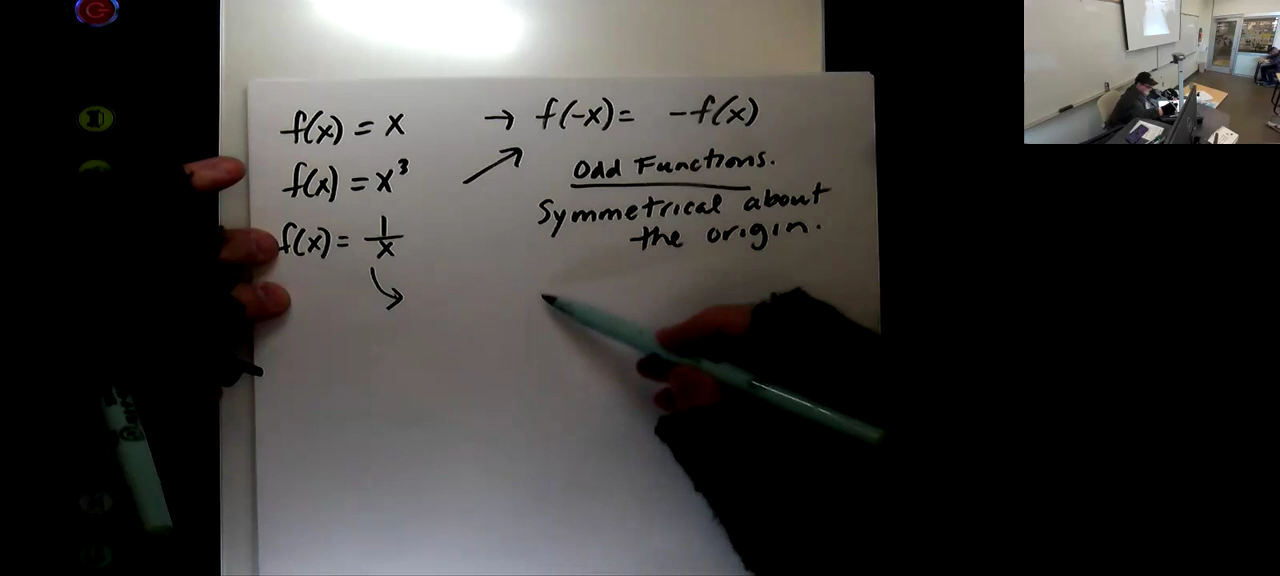 f(x) = x → f(-x) = -f(x)
f(x) = x³
Odd Functions.
Symmetrical about
the origin.
f(x) = 1/x